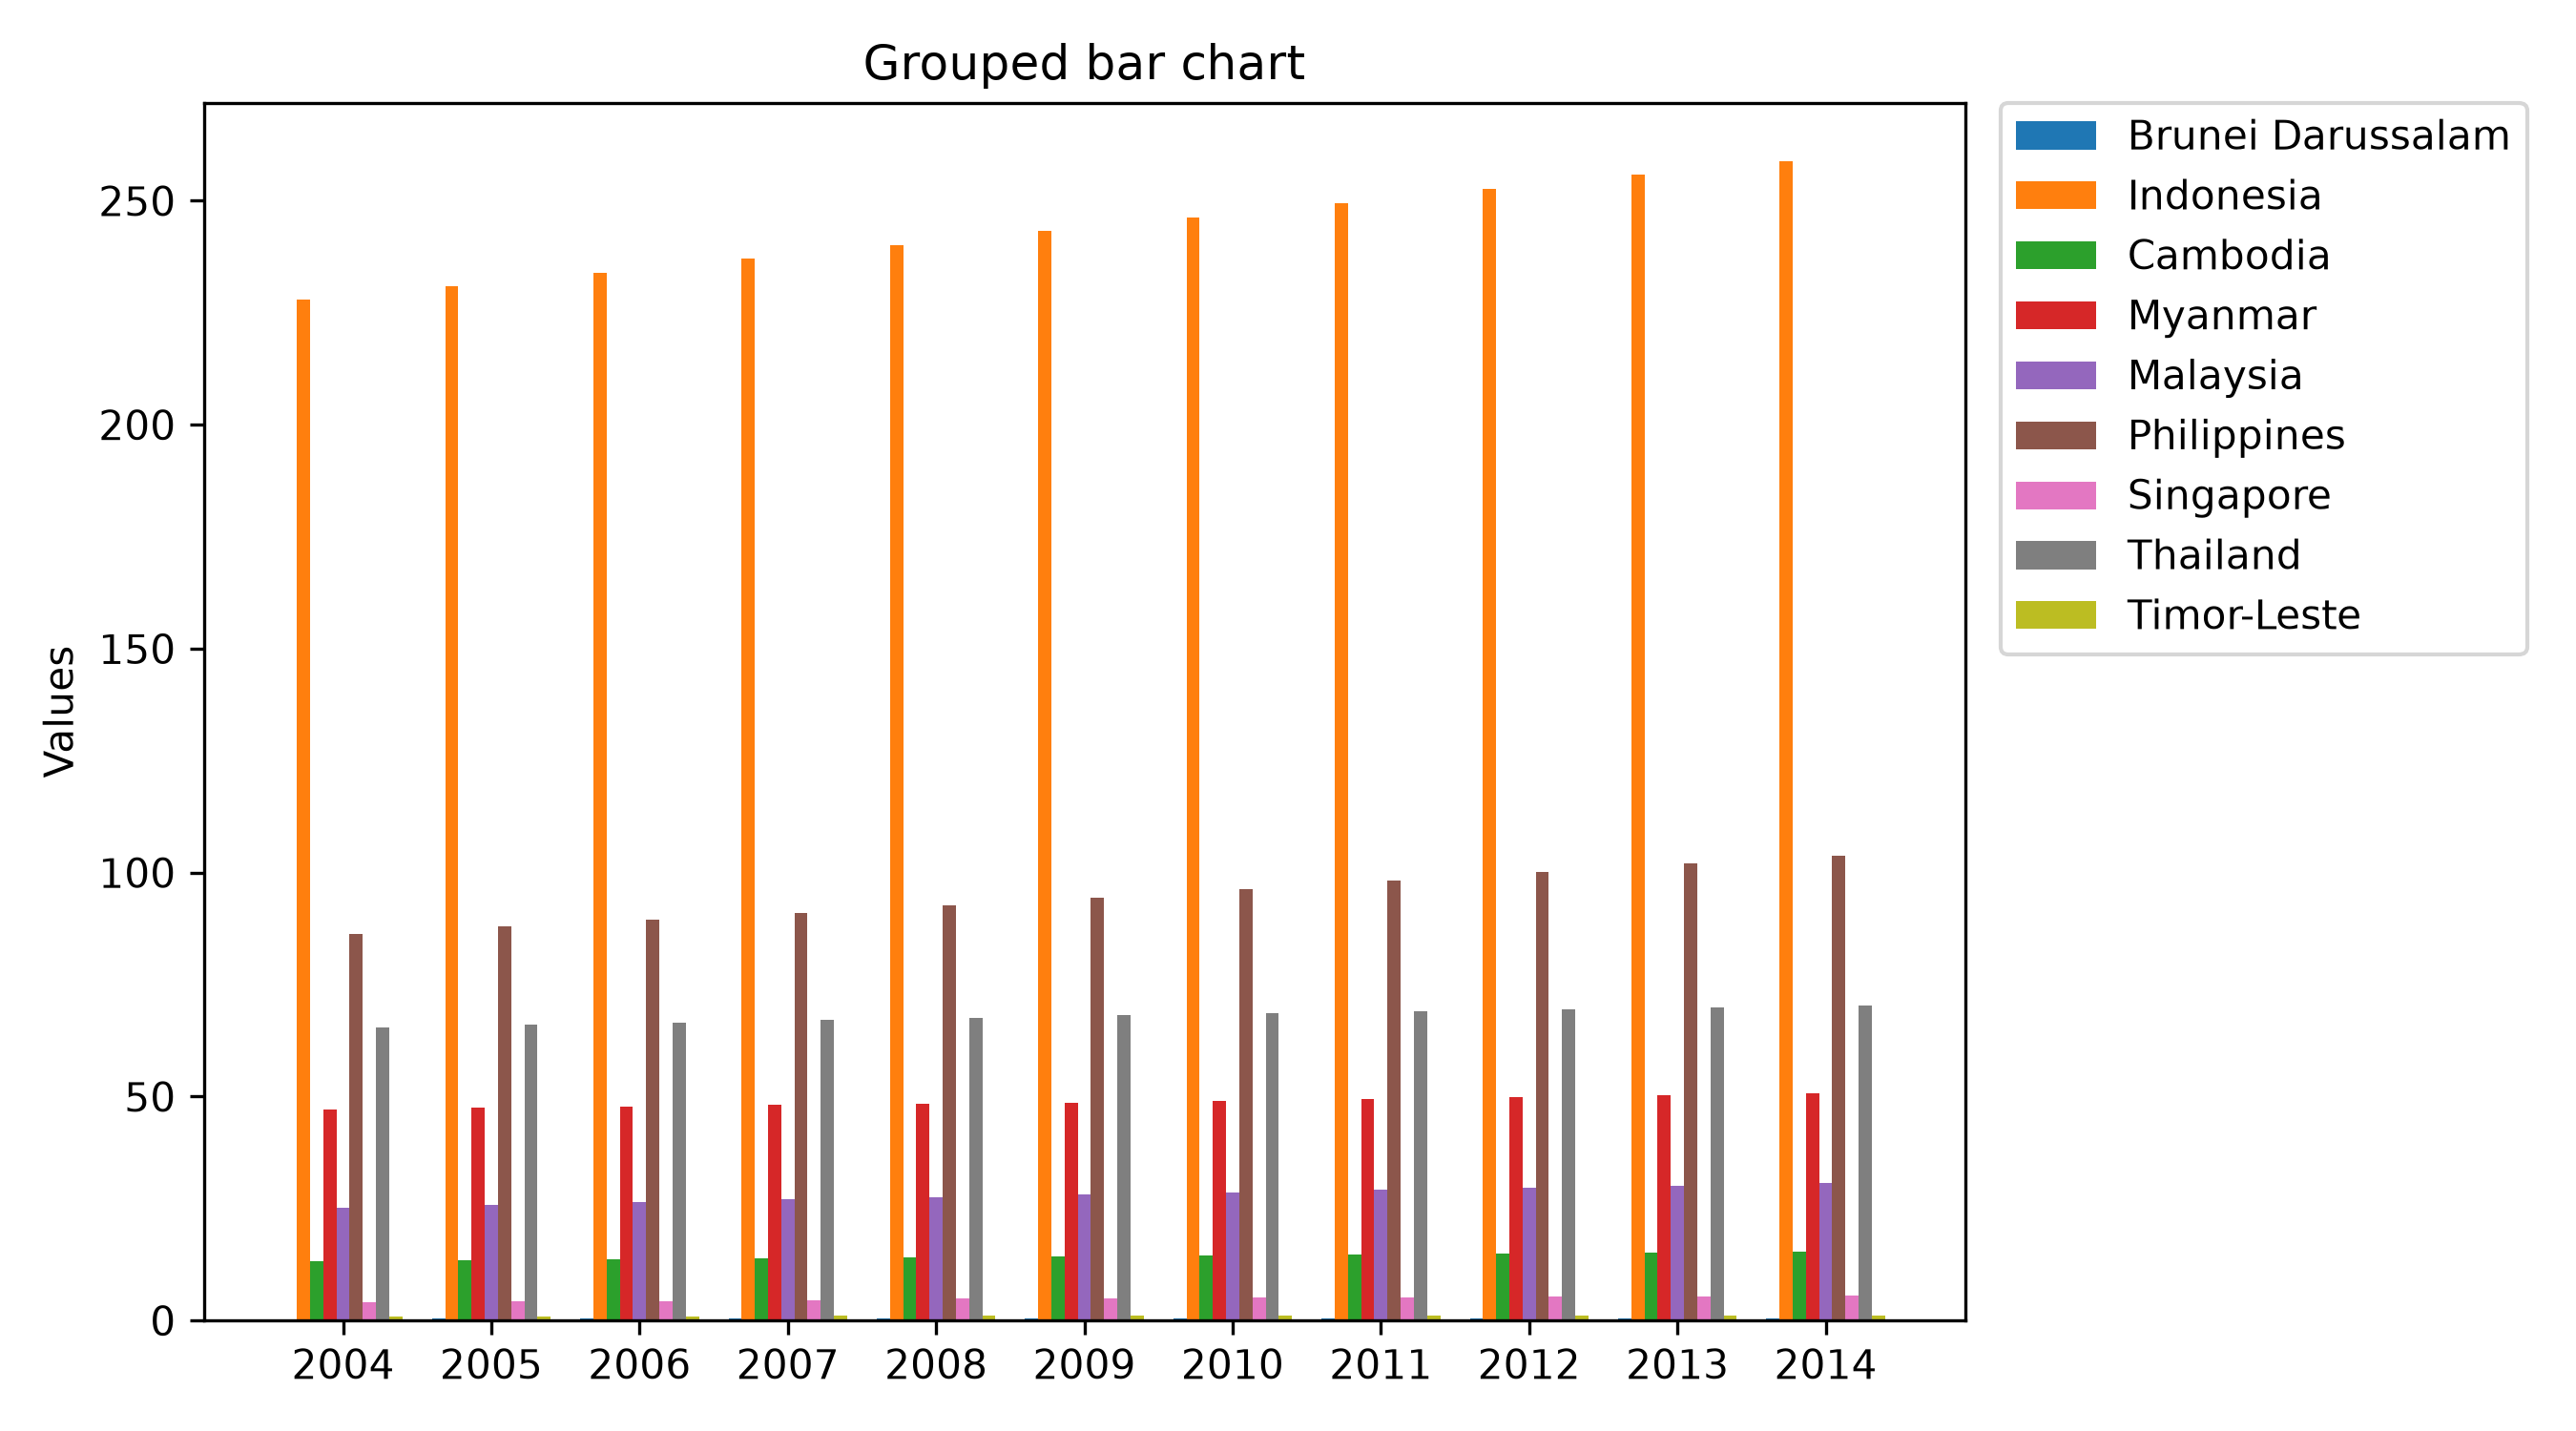 Grouped bar chart
Values
250
200
150
100
50
0
2004 2005 2006 2007 2008 2009 2010 2011 2012 2013 2014
Brunei Darussalam
Indonesia
Cambodia
Myanmar
Malaysia
Philippines
Singapore
Thailand
Timor-Leste